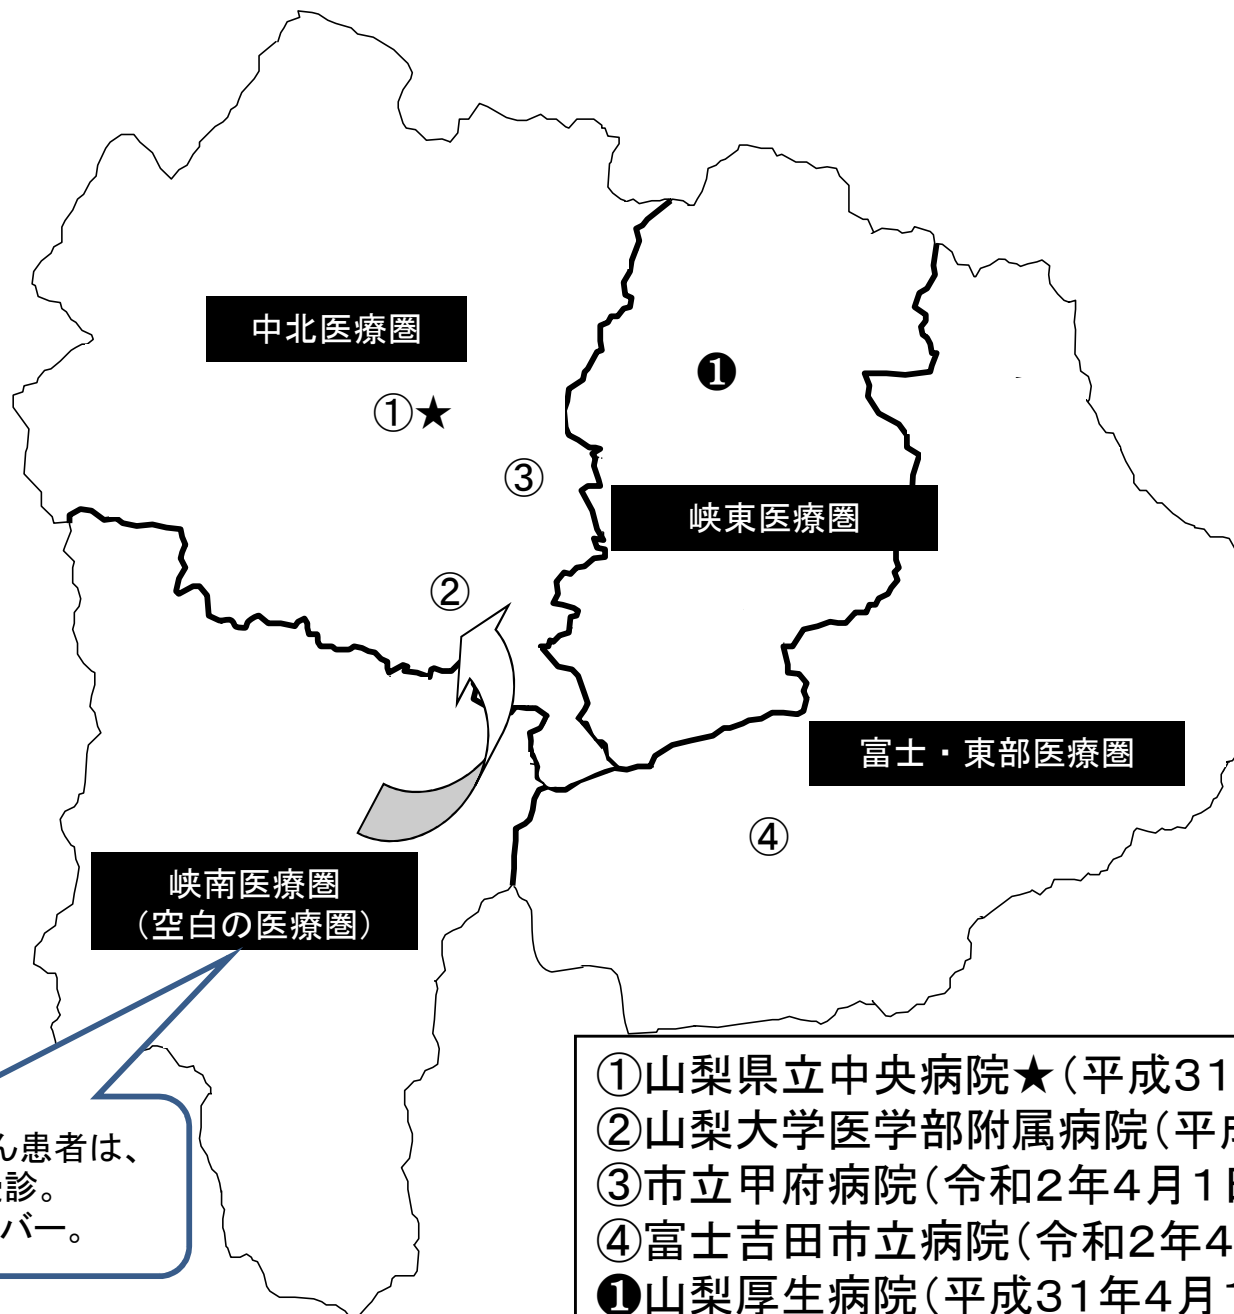 中北医療圏
①★
❶
③
峡東医療圏
②
富士・東部医療圏
④
峡南医療圏
（空白の医療圏）
ん患者は、
診。
バー。
①山梨県立中央病院★（平成31
②山梨大学医学部附属病院（平成
③市立甲府病院（令和2年4月1日
④富士吉田市立病院（令和2年4
❶山梨厚生病院（平成31年4月1